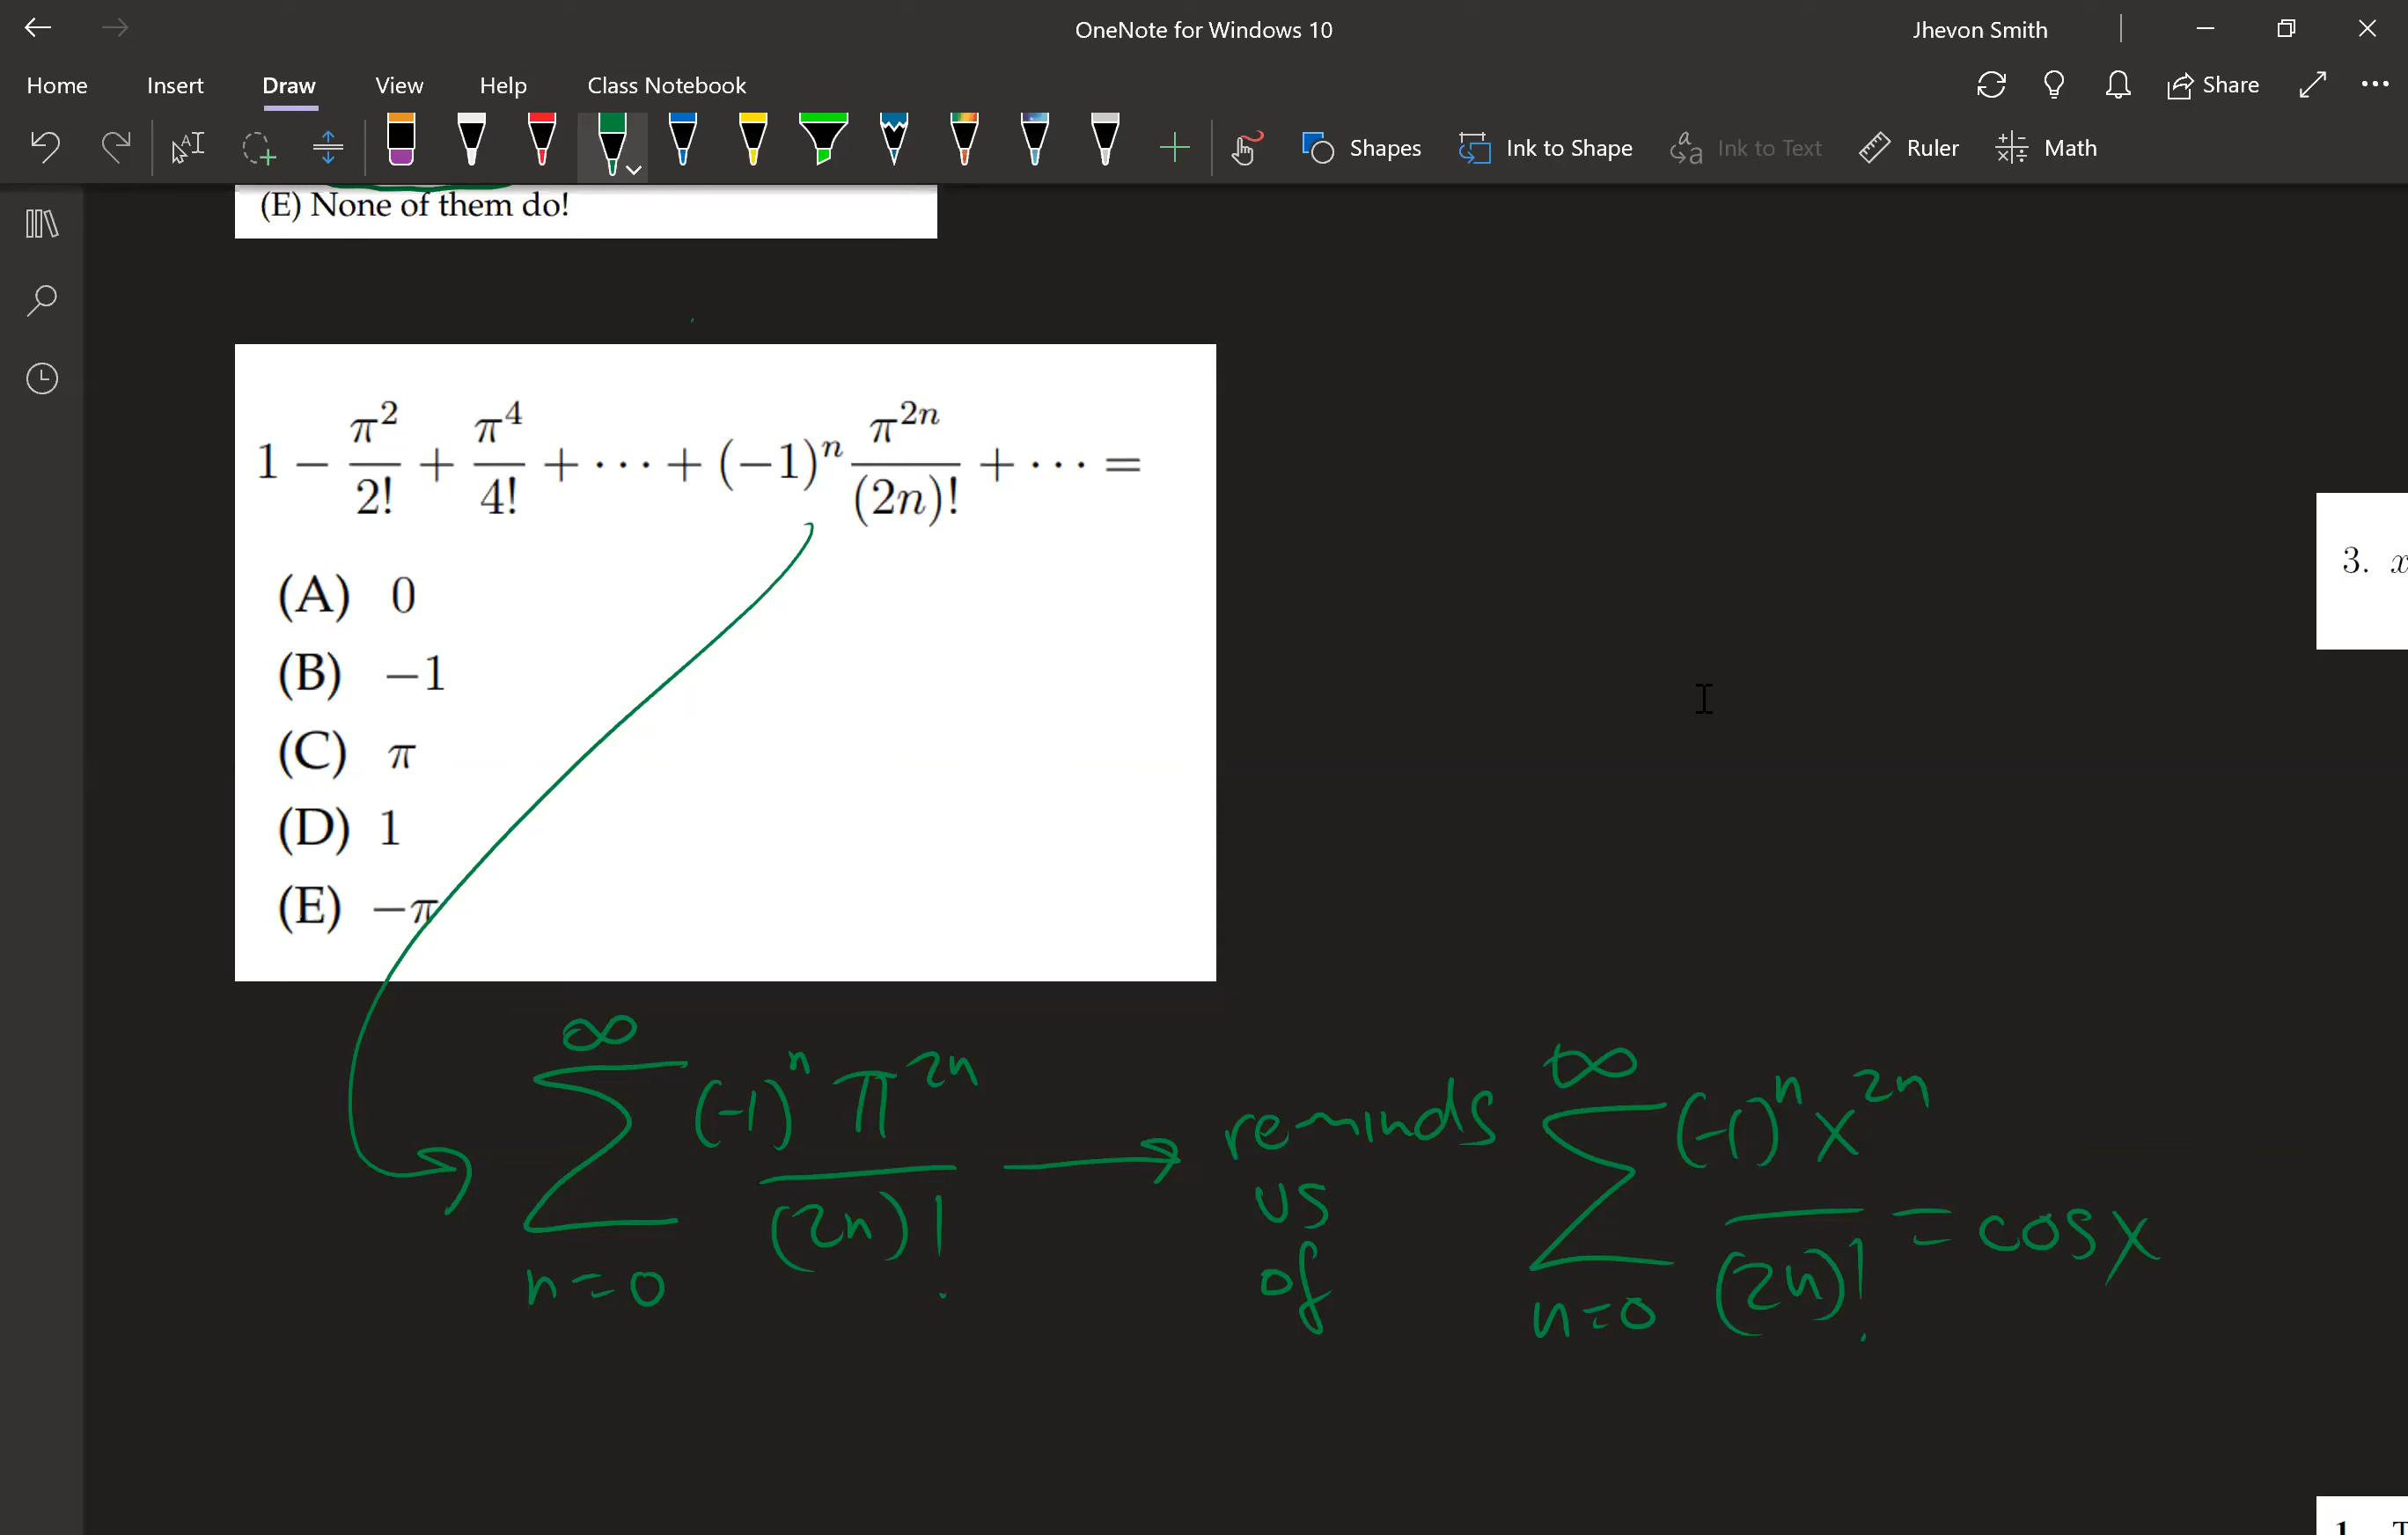 OneNote for Windows 10
Jhevon Smith
Home Insert Draw View Help Class Notebook
Share
Shapes Ink to Shape Ink to Text Ruler Math
(E) None of them do!
1 − π²/2! + π⁴/4! + ··· + (−1)ⁿ π²ⁿ/(2n)! + ··· =
(A) 0
(B) −1
(C) π
(D) 1
(E) −π
3. x
∞ Σ n=0 (-1)ⁿ π²ⁿ/(2n)! → reminds us of ∞ Σ n=0 (-1)ⁿ x²ⁿ/(2n)! = cos x